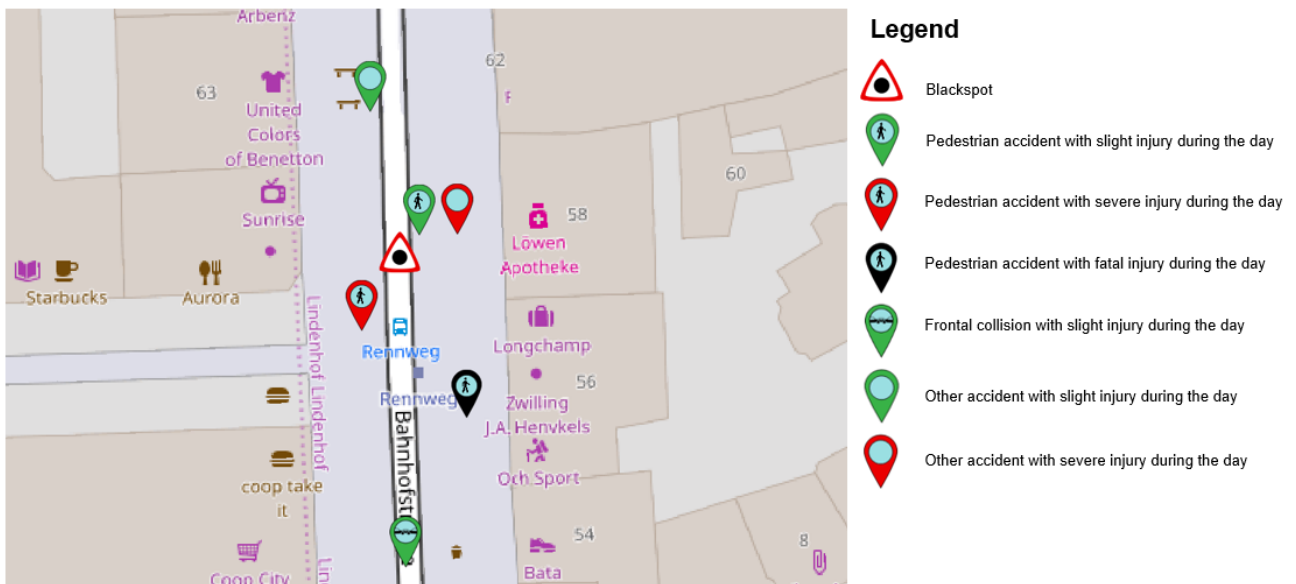 Arbenz
62
63
United
Colors
of Benetton
F
60
Sunrise
58
Löwen
Apotheke
Starbucks
Aurora
Lindenhof Lindenhof
Rennweg
Longchamp
Rennweg
56
Zwilling
J.A. Henvkels
Bahnhofstr
Och Sport
coop take
it
54
8
Coop City
Bata
Lin
Legend
Blackspot
Pedestrian accident with slight injury during the day
Pedestrian accident with severe injury during the day
Pedestrian accident with fatal injury during the day
Frontal collision with slight injury during the day
Other accident with slight injury during the day
Other accident with severe injury during the day